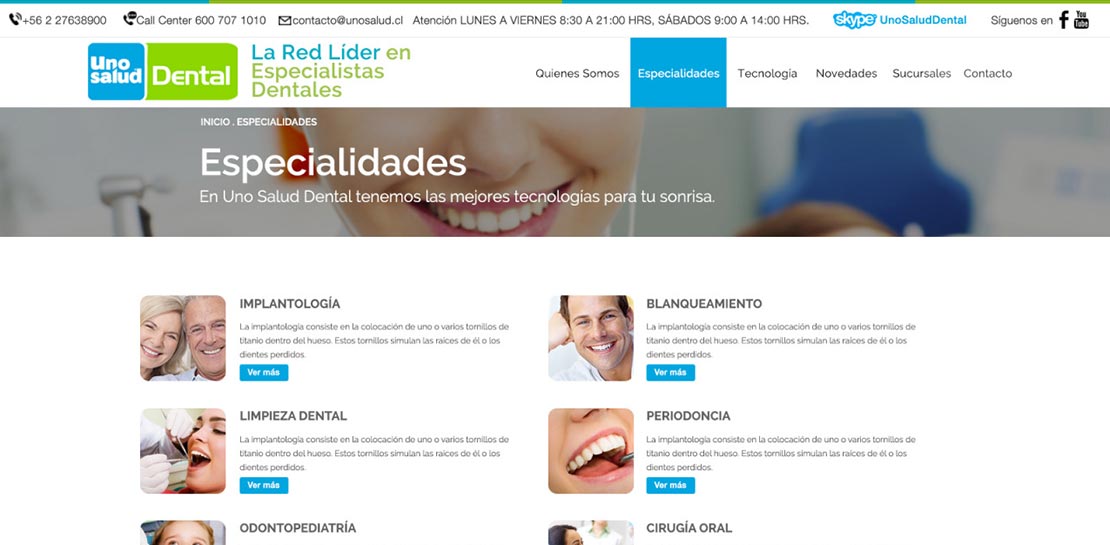 +56 2 27638900 Call Center 600 707 1010 contacto@unosalud.cl Atención LUNES A VIERNES 8:30 A 21:00 HRS, SÁBADOS 9:00 A 14:00 HRS. skype UnoSaludDental Síguenos en You Tube
Uno salud Dental
La Red Líder en
Especialistas
Dentales
Quienes Somos Especialidades Tecnología Novedades Sucursales Contacto
INICIO . ESPECIALIDADES
Especialidades
En Uno Salud Dental tenemos las mejores tecnologías para tu sonrisa.
IMPLANTOLOGÍA
La implantología consiste en la colocación de uno o varios tornillos de
titanio dentro del hueso. Estos tornillos simulan las raíces de él o los
dientes perdidos.
Ver más
BLANQUEAMIENTO
La implantología consiste en la colocación de uno o varios tornillos de
titanio dentro del hueso. Estos tornillos simulan las raíces de él o los
dientes perdidos.
Ver más
LIMPIEZA DENTAL
La implantología consiste en la colocación de uno o varios tornillos de
titanio dentro del hueso. Estos tornillos simulan las raíces de él o los
dientes perdidos.
Ver más
PERIODONCIA
La implantología consiste en la colocación de uno o varios tornillos de
titanio dentro del hueso. Estos tornillos simulan las raíces de él o los
dientes perdidos.
Ver más
ODONTOPEDIATRÍA
CIRUGÍA ORAL